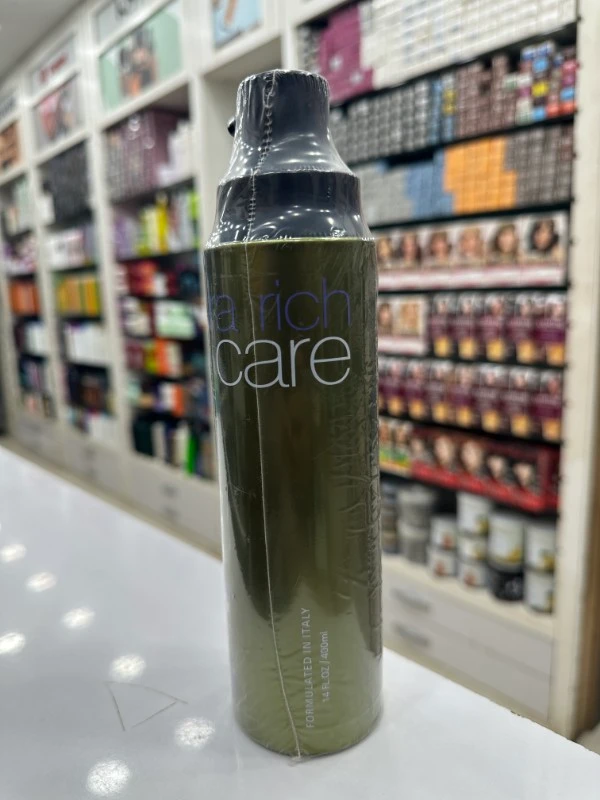 a rich
care
FORMULATED IN ITALY
14 FL.OZ | 400ml